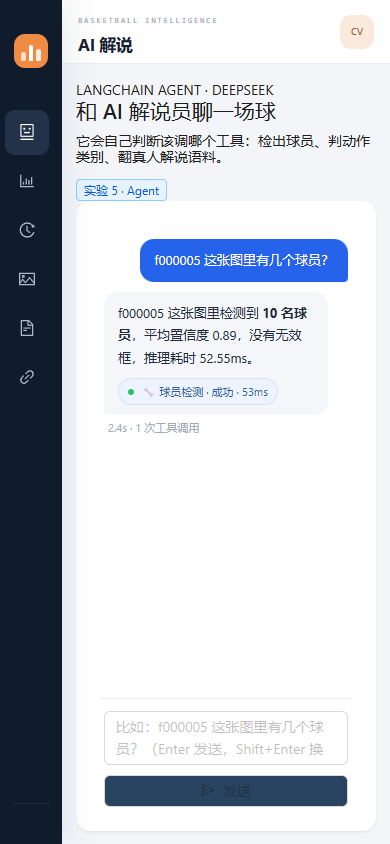 BASKETBALL INTELLIGENCE
AI 解说
CV
LANGCHAIN AGENT · DEEPSEEK
和 AI 解说员聊一场球
它会自己判断该调哪个工具：检出球员、判动作
类别、翻真人解说语料。
实验 5 · Agent
f000005 这张图里有几个球员？
f000005 这张图里检测到 10 名球
员，平均置信度 0.89，没有无效
框，推理耗时 52.55ms。
球员检测 · 成功 · 53ms
2.4s · 1 次工具调用
比如：f000005 这张图里有几个球
员？（Enter 发送，Shift+Enter 换
发送